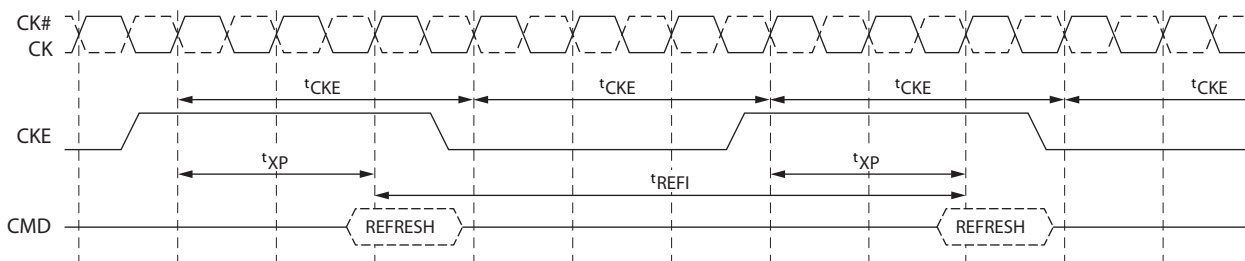 CK#
CK
tCKE tCKE tCKE tCKE
CKE
tXP tXP
tREFI
CMD REFRESH REFRESH